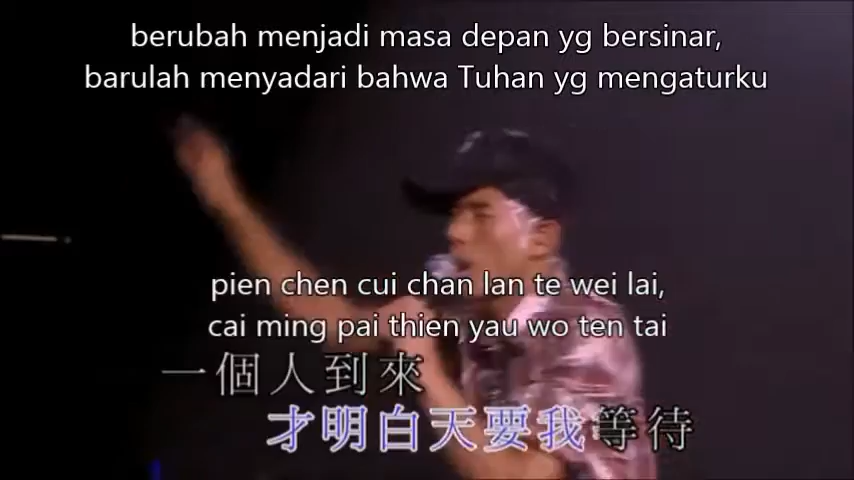 berubah menjadi masa depan yg bersinar,
barulah menyadari bahwa Tuhan yg mengaturku
pien chen cui chan lan te wei lai,
cai ming pai thien yau wo ten tai
一個人到來
才明白天要我等待